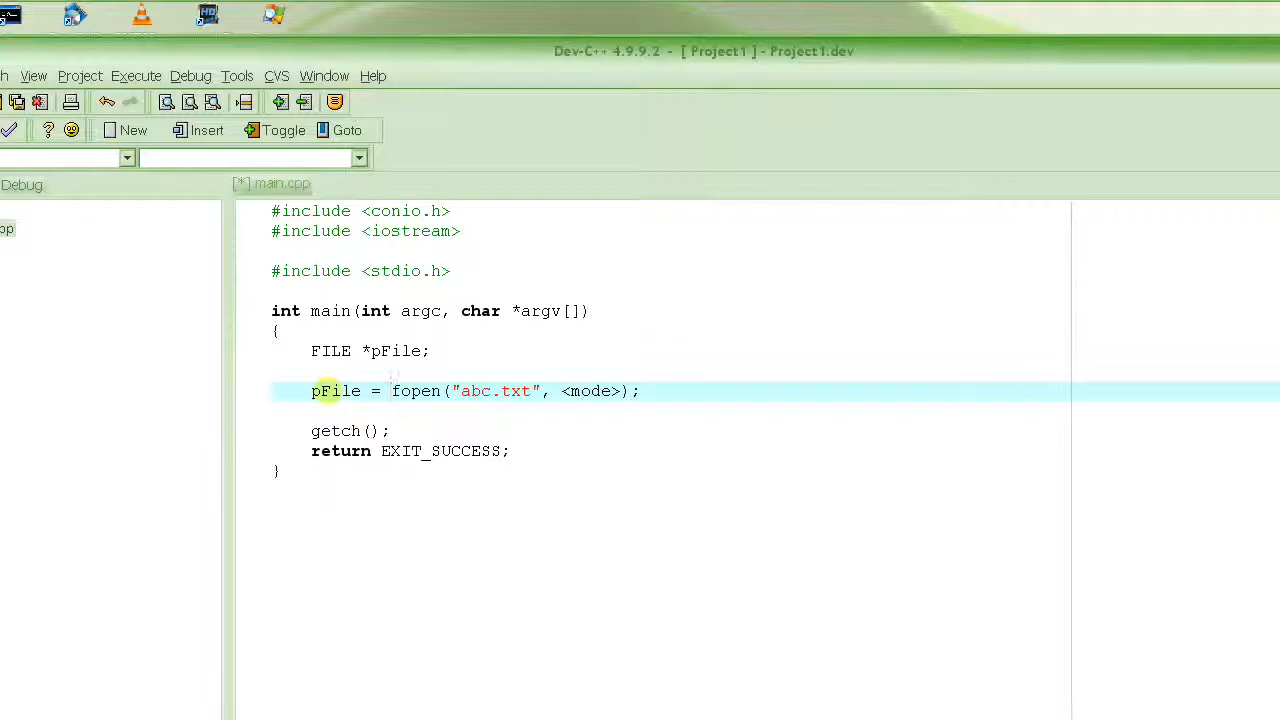 HD
Dev-C++ 4.9.9.2 - [ Project1 ] - Project1.dev
h View Project Execute Debug Tools CVS Window Help
New Insert Toggle Goto
Debug
[*] main.cpp
pp
#include <conio.h>
#include <iostream>
#include <stdio.h>
int main(int argc, char *argv[])
{
FILE *pFile;
pFile = fopen("abc.txt", <mode>);
getch();
return EXIT_SUCCESS;
}